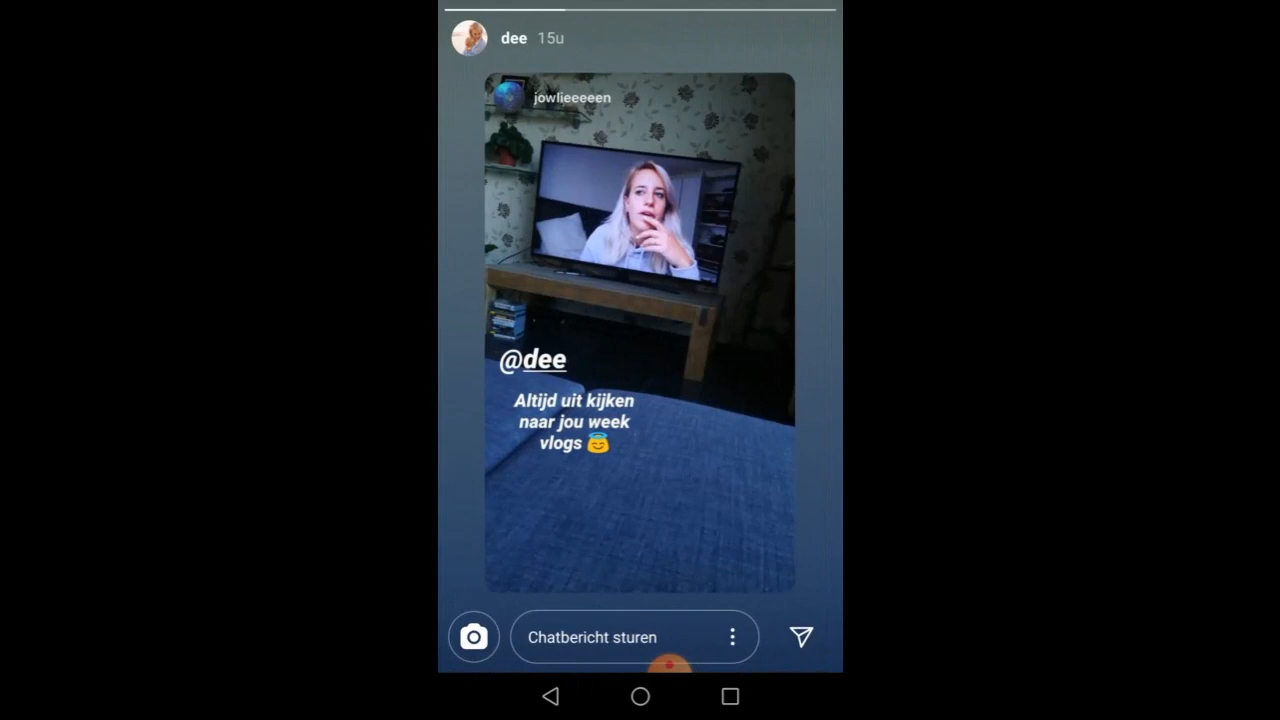 dee 15u
jowlieeeeen
@dee
Altijd uit kijken
naar jou week
vlogs 😇
Chatbericht sturen